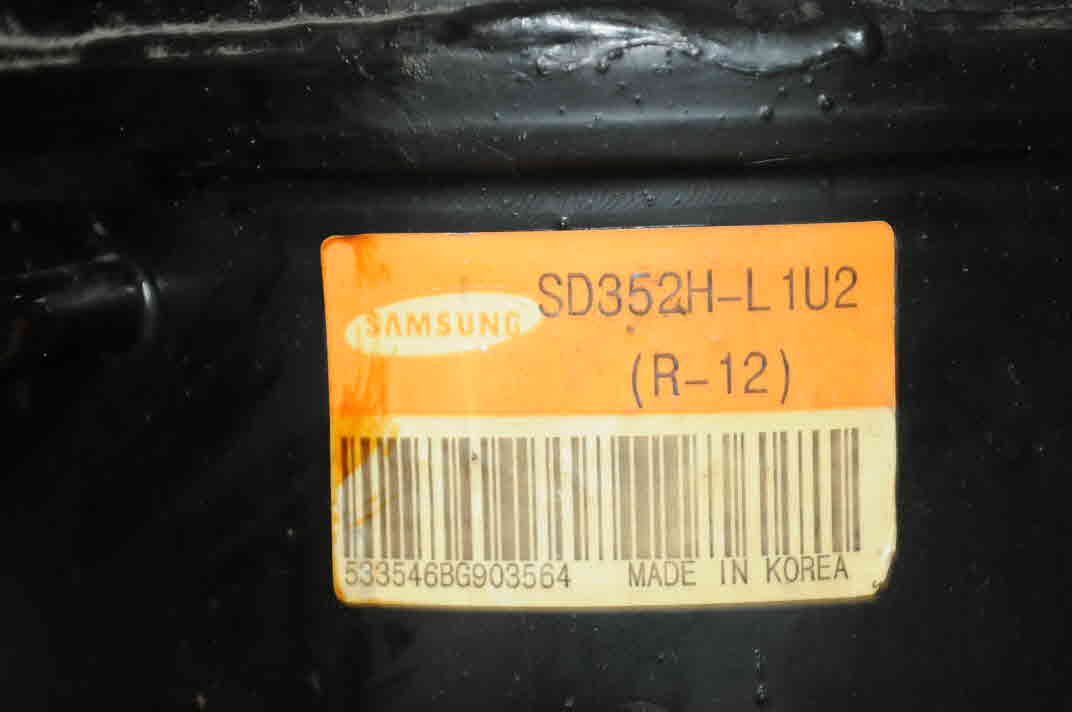 SAMSUNG SD352H-L1U2
(R-12)
533546BG903564 MADE IN KOREA